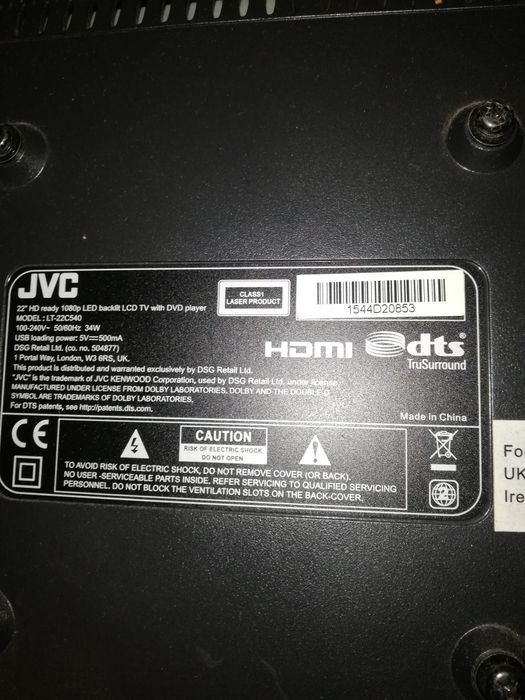 JVC
22" HD ready 1080p LED backlit LCD TV with DVD player
MODEL: LT-22C540
100-240V~ 50/60Hz 34W
USB loading power: 5V⎓500mA
DSG Retail Ltd. (co. no. 504877)
1 Portal Way, London, W3 6RS, UK.
This product is distributed and warranted exclusively by DSG Retail Ltd.
"JVC" is the trademark of JVC KENWOOD Corporation, used by DSG Retail Ltd. under license.
MANUFACTURED UNDER LICENSE FROM DOLBY LABORATORIES. DOLBY AND THE DOUBLE-D
SYMBOL ARE TRADEMARKS OF DOLBY LABORATORIES.
For DTS patents, see http://patents.dts.com.
CLASS1
LASER PRODUCT
1544D20853
HDMI
dts
TruSurround
Made in China
CE
CAUTION
RISK OF ELECTRIC SHOCK
DO NOT OPEN
TO AVOID RISK OF ELECTRIC SHOCK, DO NOT REMOVE COVER (OR BACK).
NO USER-SERVICEABLE PARTS INSIDE. REFER SERVICING TO QUALIFIED SERVICING
PERSONNEL. DO NOT BLOCK THE VENTILATION SLOTS ON THE BACK-COVER.
2
Fo
UK
Ire